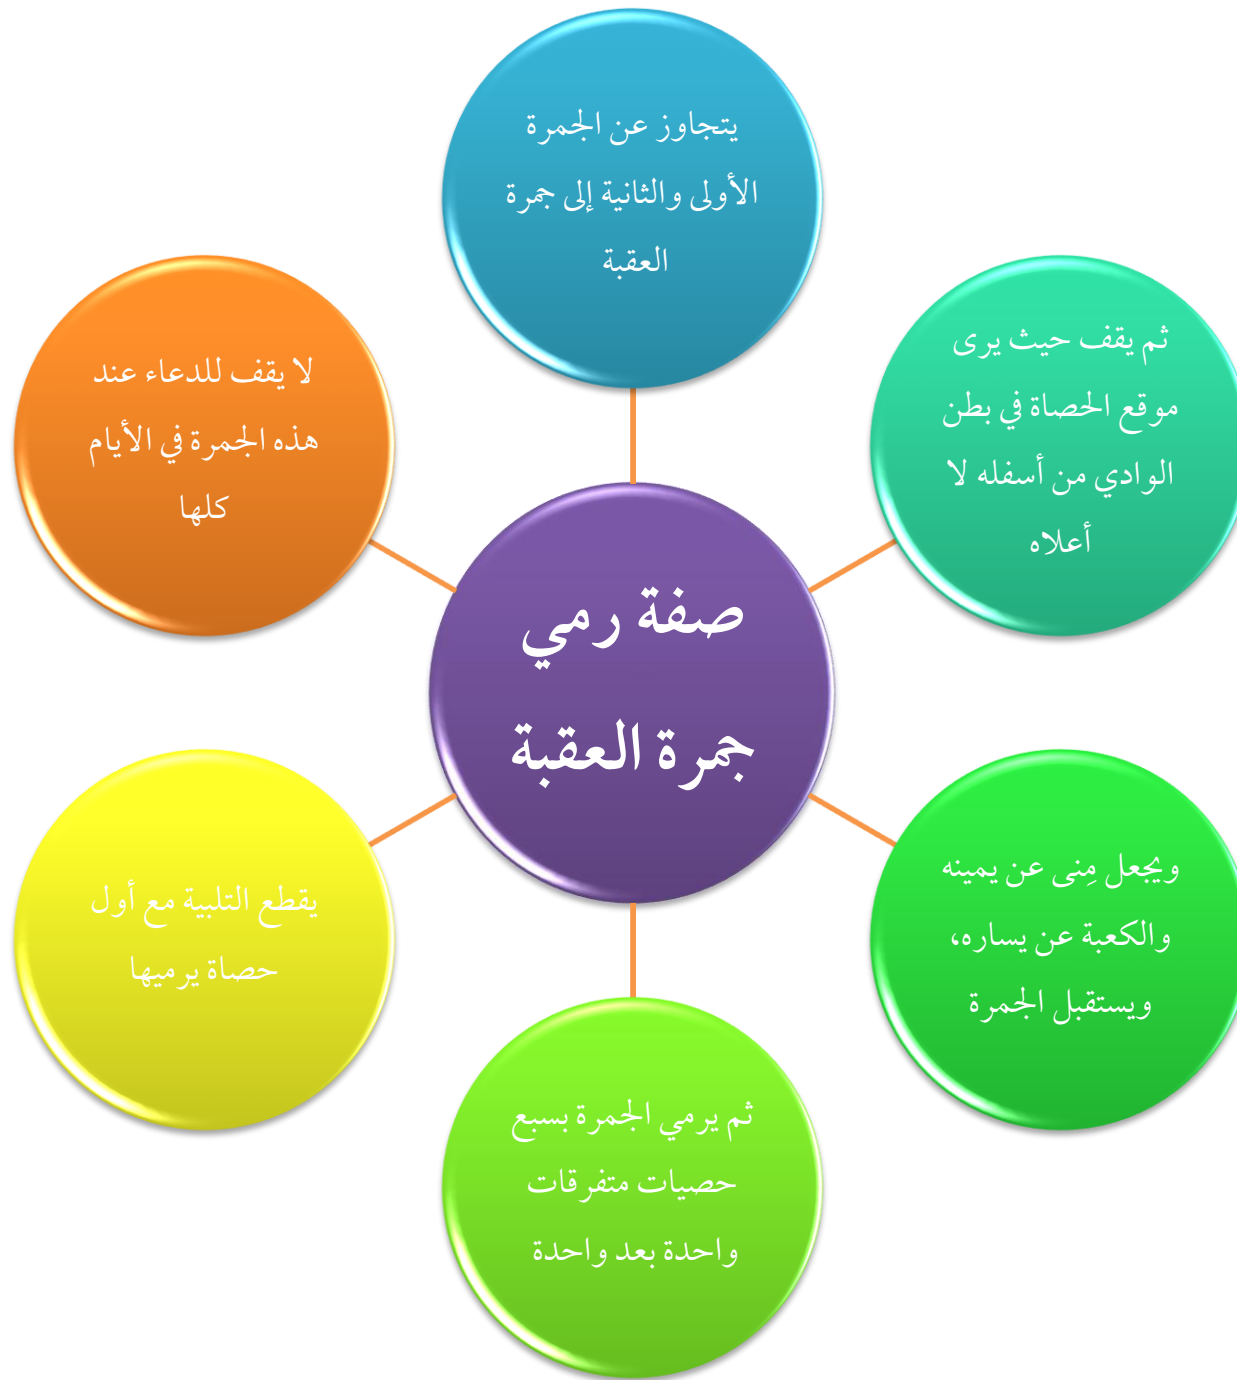 صفة رمي
جمرة العقبة
يتجاوز عن الجمرة
الأولى والثانية إلى جمرة
العقبة
ثم يقف حيث يرى
موقع الحصاة في بطن
الوادي من أسفله لا
أعلاه
ويجعل مِنى عن يمينه
والكعبة عن يساره،
ويستقبل الجمرة
ثم يرمي الجمرة بسبع
حصيات متفرقات
واحدة بعد واحدة
يقطع التلبية مع أول
حصاة يرميها
لا يقف للدعاء عند
هذه الجمرة في الأيام
كلها